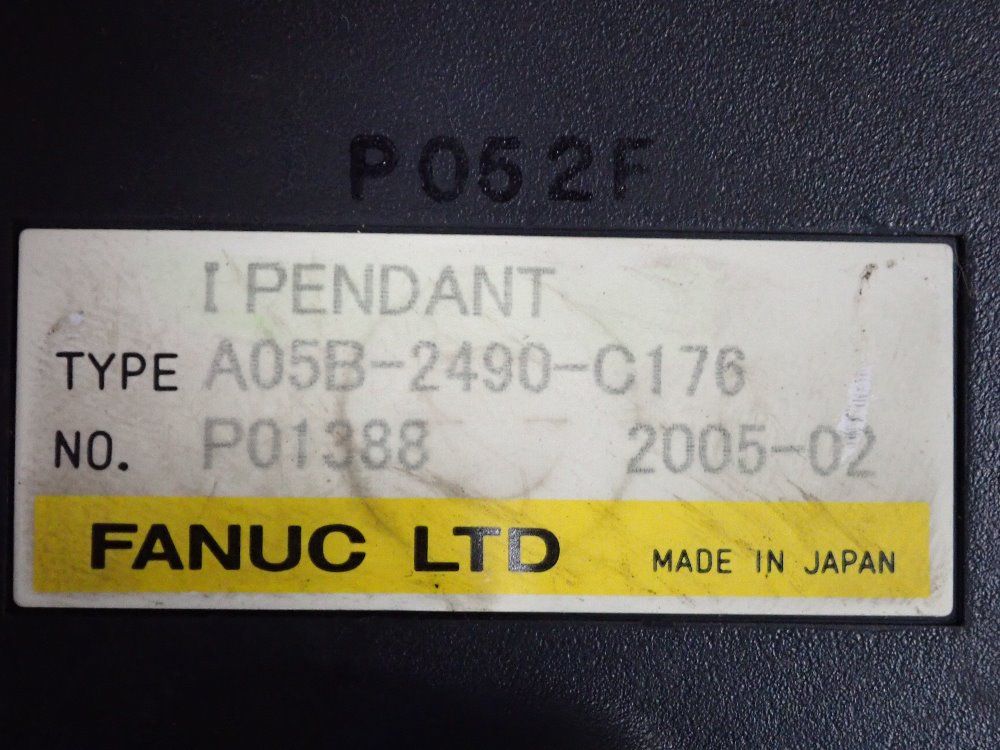 P052F
I PENDANT
TYPE A05B-2490-C176
NO. P01388 2005-02
FANUC LTD MADE IN JAPAN